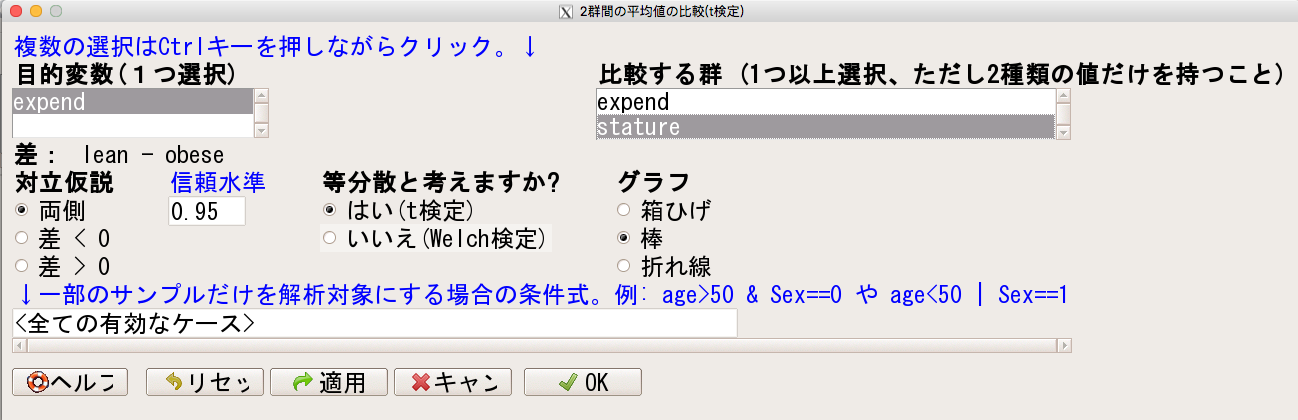 2群間の平均値の比較(t検定)
複数の選択はCtrlキーを押しながらクリック。↓
目的変数(１つ選択) 比較する群 (1つ以上選択、ただし2種類の値だけを持つこと)
expend expend
stature
差： lean - obese
対立仮説 信頼水準 等分散と考えますか? グラフ
両側 0.95 はい(t検定) 箱ひげ
差 < 0 いいえ(Welch検定) 棒
差 > 0 折れ線
↓一部のサンプルだけを解析対象にする場合の条件式。例: age>50 & Sex==0 や age<50 | Sex==1
<全ての有効なケース>
ヘルプ リセッ 適用 キャン OK